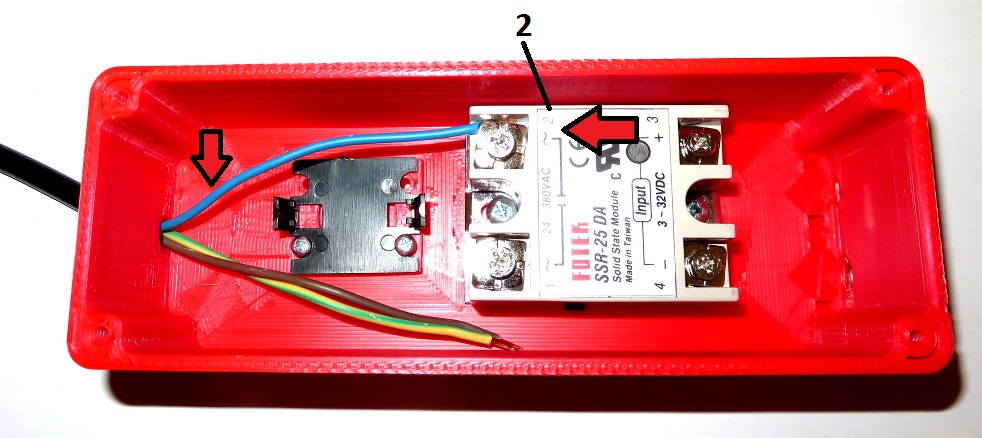 2
~ 2
24 - 380VAC
1 ~
FOTEK
SSR-25 DA
Solid State Module
Made in Taiwan
CE
C
Input
3 +
3 ~ 32VDC
4 -